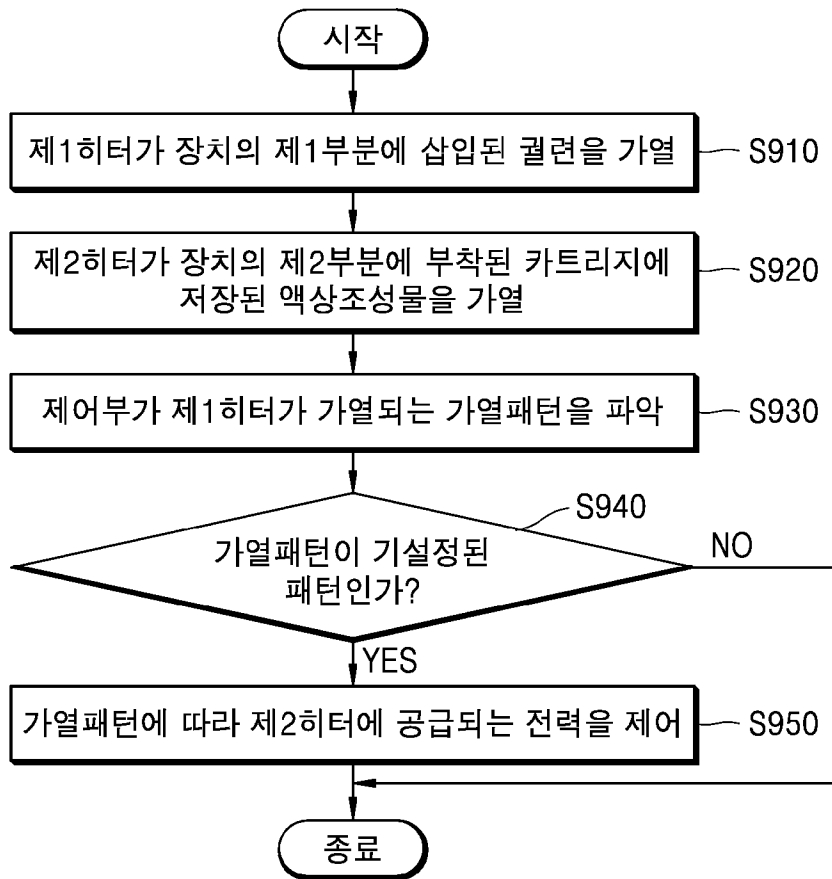 시작
제1히터가 장치의 제1부분에 삽입된 궐련을 가열
S910
제2히터가 장치의 제2부분에 부착된 카트리지에
저장된 액상조성물을 가열
S920
제어부가 제1히터가 가열되는 가열패턴을 파악
S930
S940
가열패턴이 기설정된
패턴인가?
NO
YES
가열패턴에 따라 제2히터에 공급되는 전력을 제어
S950
종료